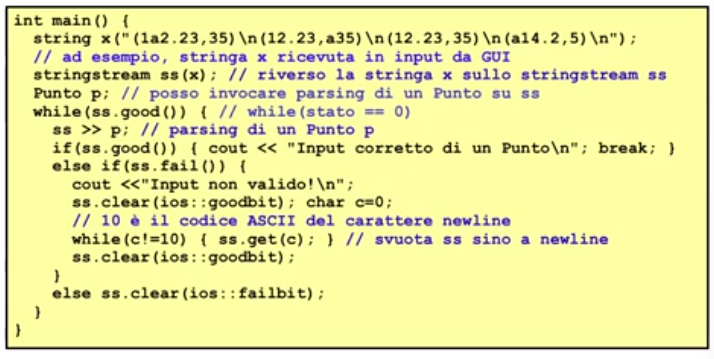 int main() {
string x("(1a2.23,35)\n(12.23,a35)\n(12.23,35)\n(a14.2,5)\n");
// ad esempio, stringa x ricevuta in input da GUI
stringstream ss(x); // riverso la stringa x sullo stringstream ss
Punto p; // posso invocare parsing di un Punto su ss
while(ss.good()) { // while(stato == 0)
ss >> p; // parsing di un Punto p
if(ss.good()) { cout << "Input corretto di un Punto\n"; break; }
else if(ss.fail()) {
cout <<"Input non valido!\n";
ss.clear(ios::goodbit); char c=0;
// 10 è il codice ASCII del carattere newline
while(c!=10) { ss.get(c); } // svuota ss sino a newline
ss.clear(ios::goodbit);
}
else ss.clear(ios::failbit);
}
}